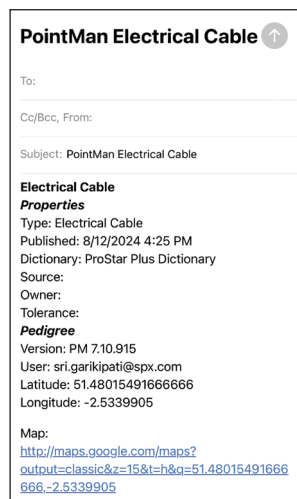 PointMan Electrical Cable
To:
Cc/Bcc, From:
Subject: PointMan Electrical Cable
Electrical Cable
Properties
Type: Electrical Cable
Published: 8/12/2024 4:25 PM
Dictionary: ProStar Plus Dictionary
Source:
Owner:
Tolerance:
Pedigree
Version: PM 7.10.915
User: sri.garikipati@spx.com
Latitude: 51.48015491666666
Longitude: -2.5339905
Map:
http://maps.google.com/maps?
output=classic&z=15&t=h&q=51.48015491666
666,-2.5339905